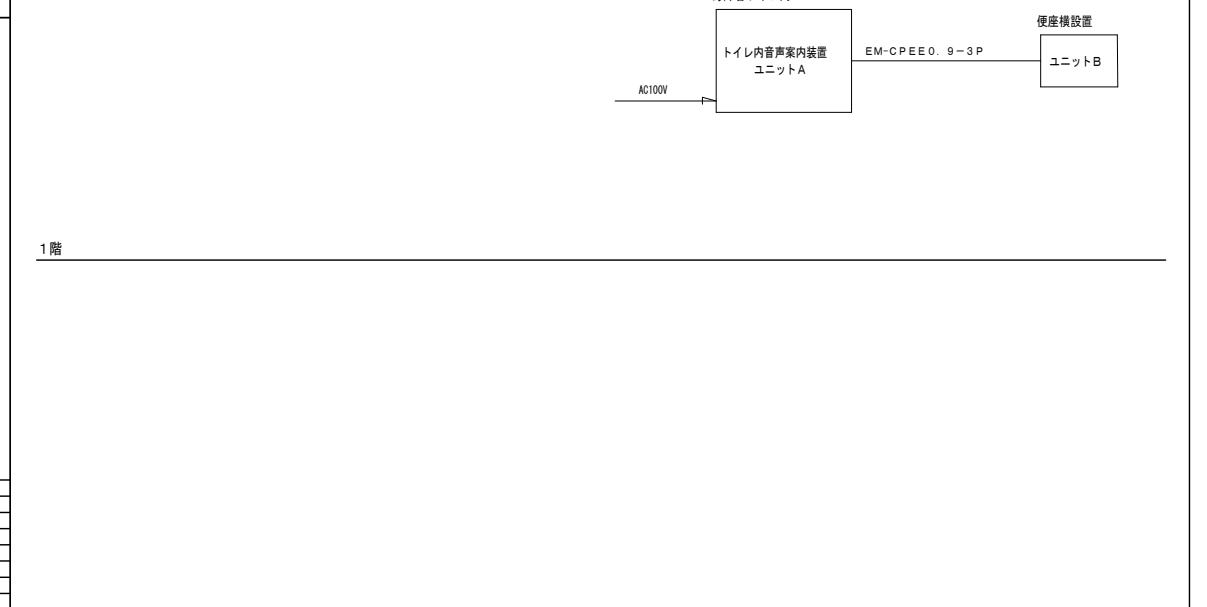 便座横設置
トイレ内音声案内装置
ユニットA
EM-CPEE0.9-3P
ユニットB
AC100V
1階